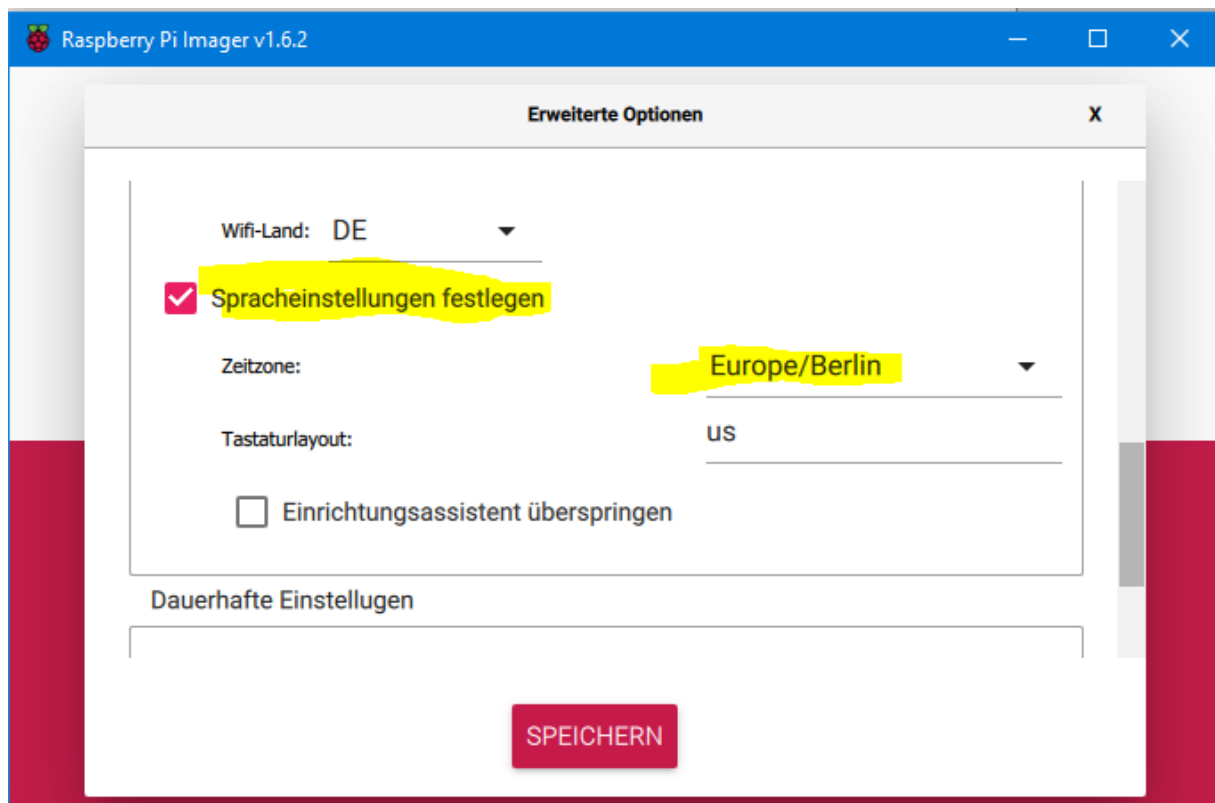 Raspberry Pi Imager v1.6.2
Erweiterte Optionen X
Wifi-Land: DE
Spracheinstellungen festlegen
Zeitzone: Europe/Berlin
Tastaturlayout: us
Einrichtungsassistent überspringen
Dauerhafte Einstellugen
SPEICHERN